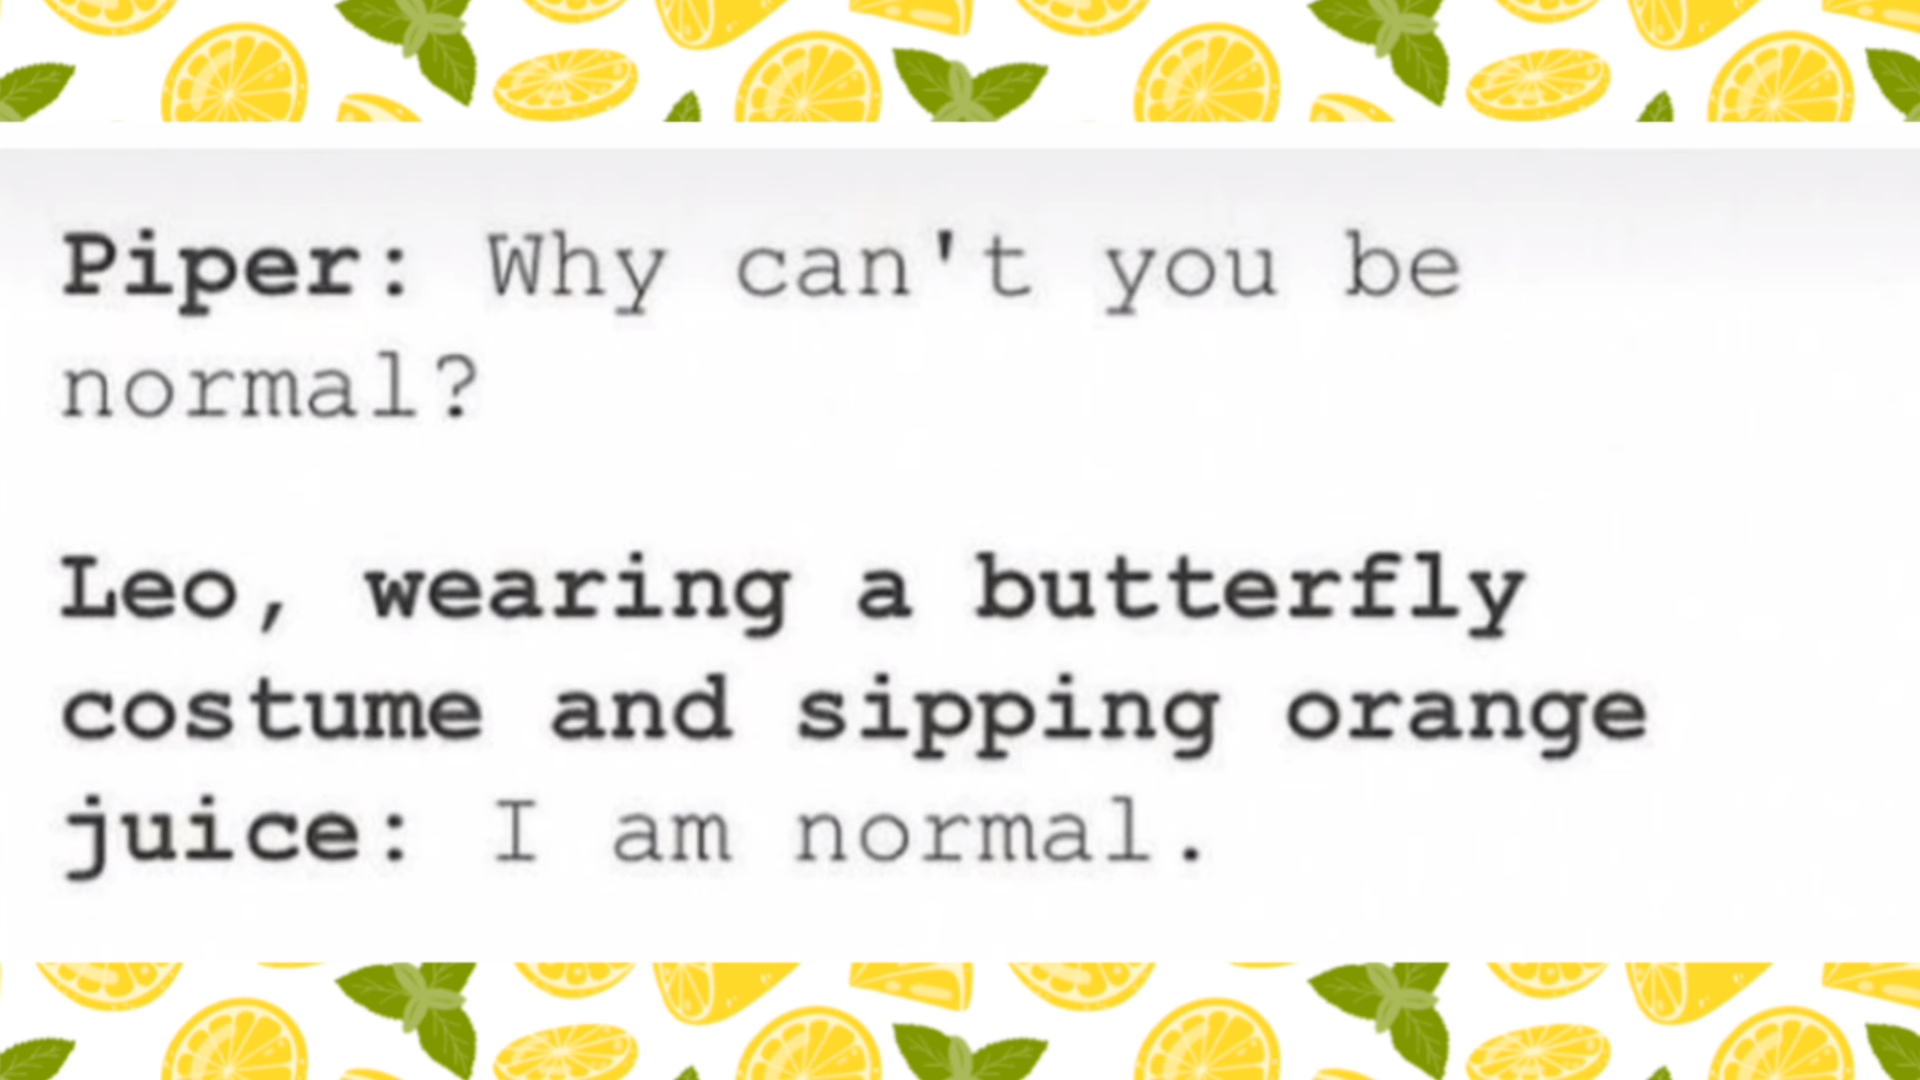 Piper: Why can't you be
normal?
Leo, wearing a butterfly
costume and sipping orange
juice: I am normal.